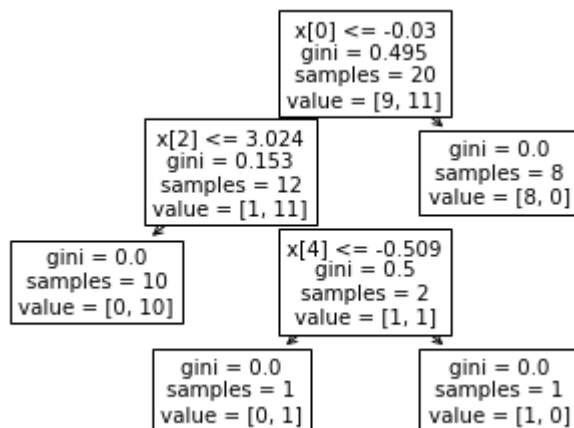 x[0] <= -0.03
gini = 0.495
samples = 20
value = [9, 11]
x[2] <= 3.024
gini = 0.153
samples = 12
value = [1, 11]
gini = 0.0
samples = 8
value = [8, 0]
gini = 0.0
samples = 10
value = [0, 10]
x[4] <= -0.509
gini = 0.5
samples = 2
value = [1, 1]
gini = 0.0
samples = 1
value = [0, 1]
gini = 0.0
samples = 1
value = [1, 0]